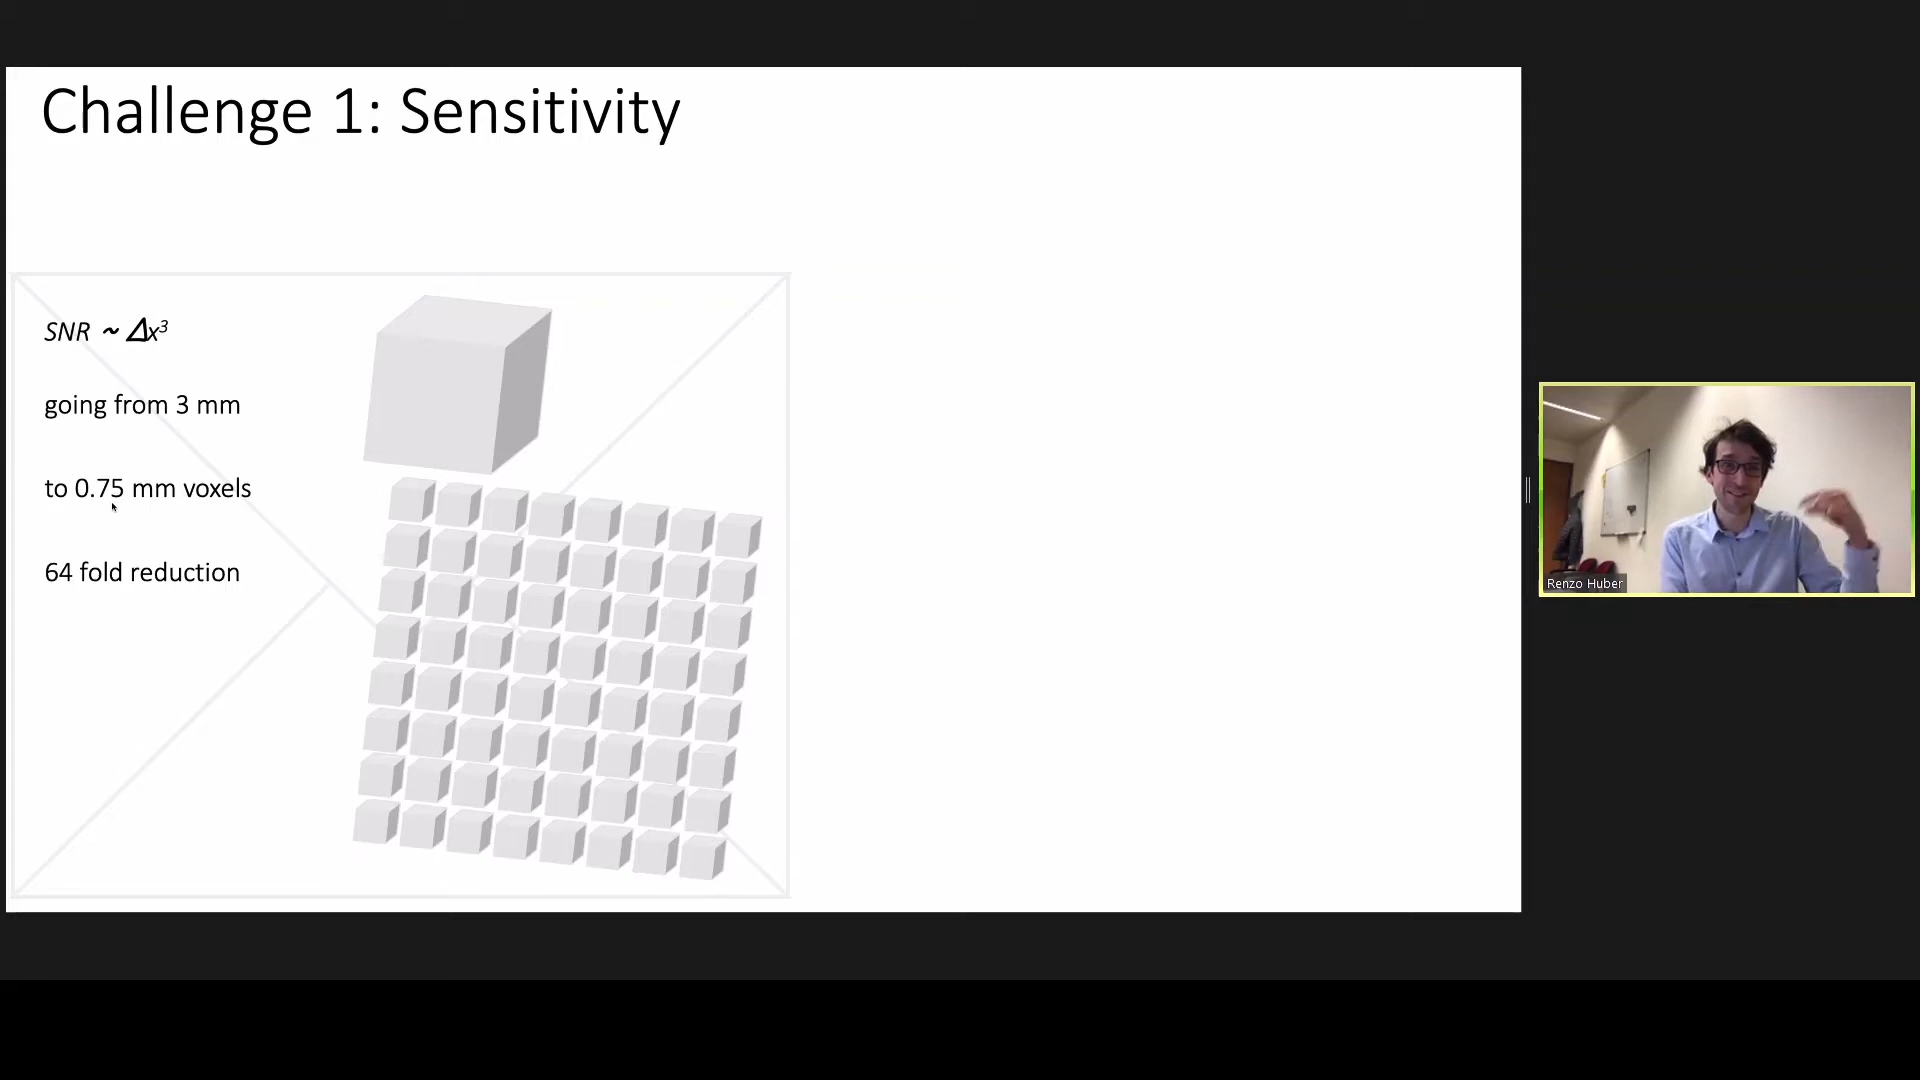 Challenge 1: Sensitivity
SNR ~ Δx³
going from 3 mm
to 0.75 mm voxels
64 fold reduction
Renzo Huber